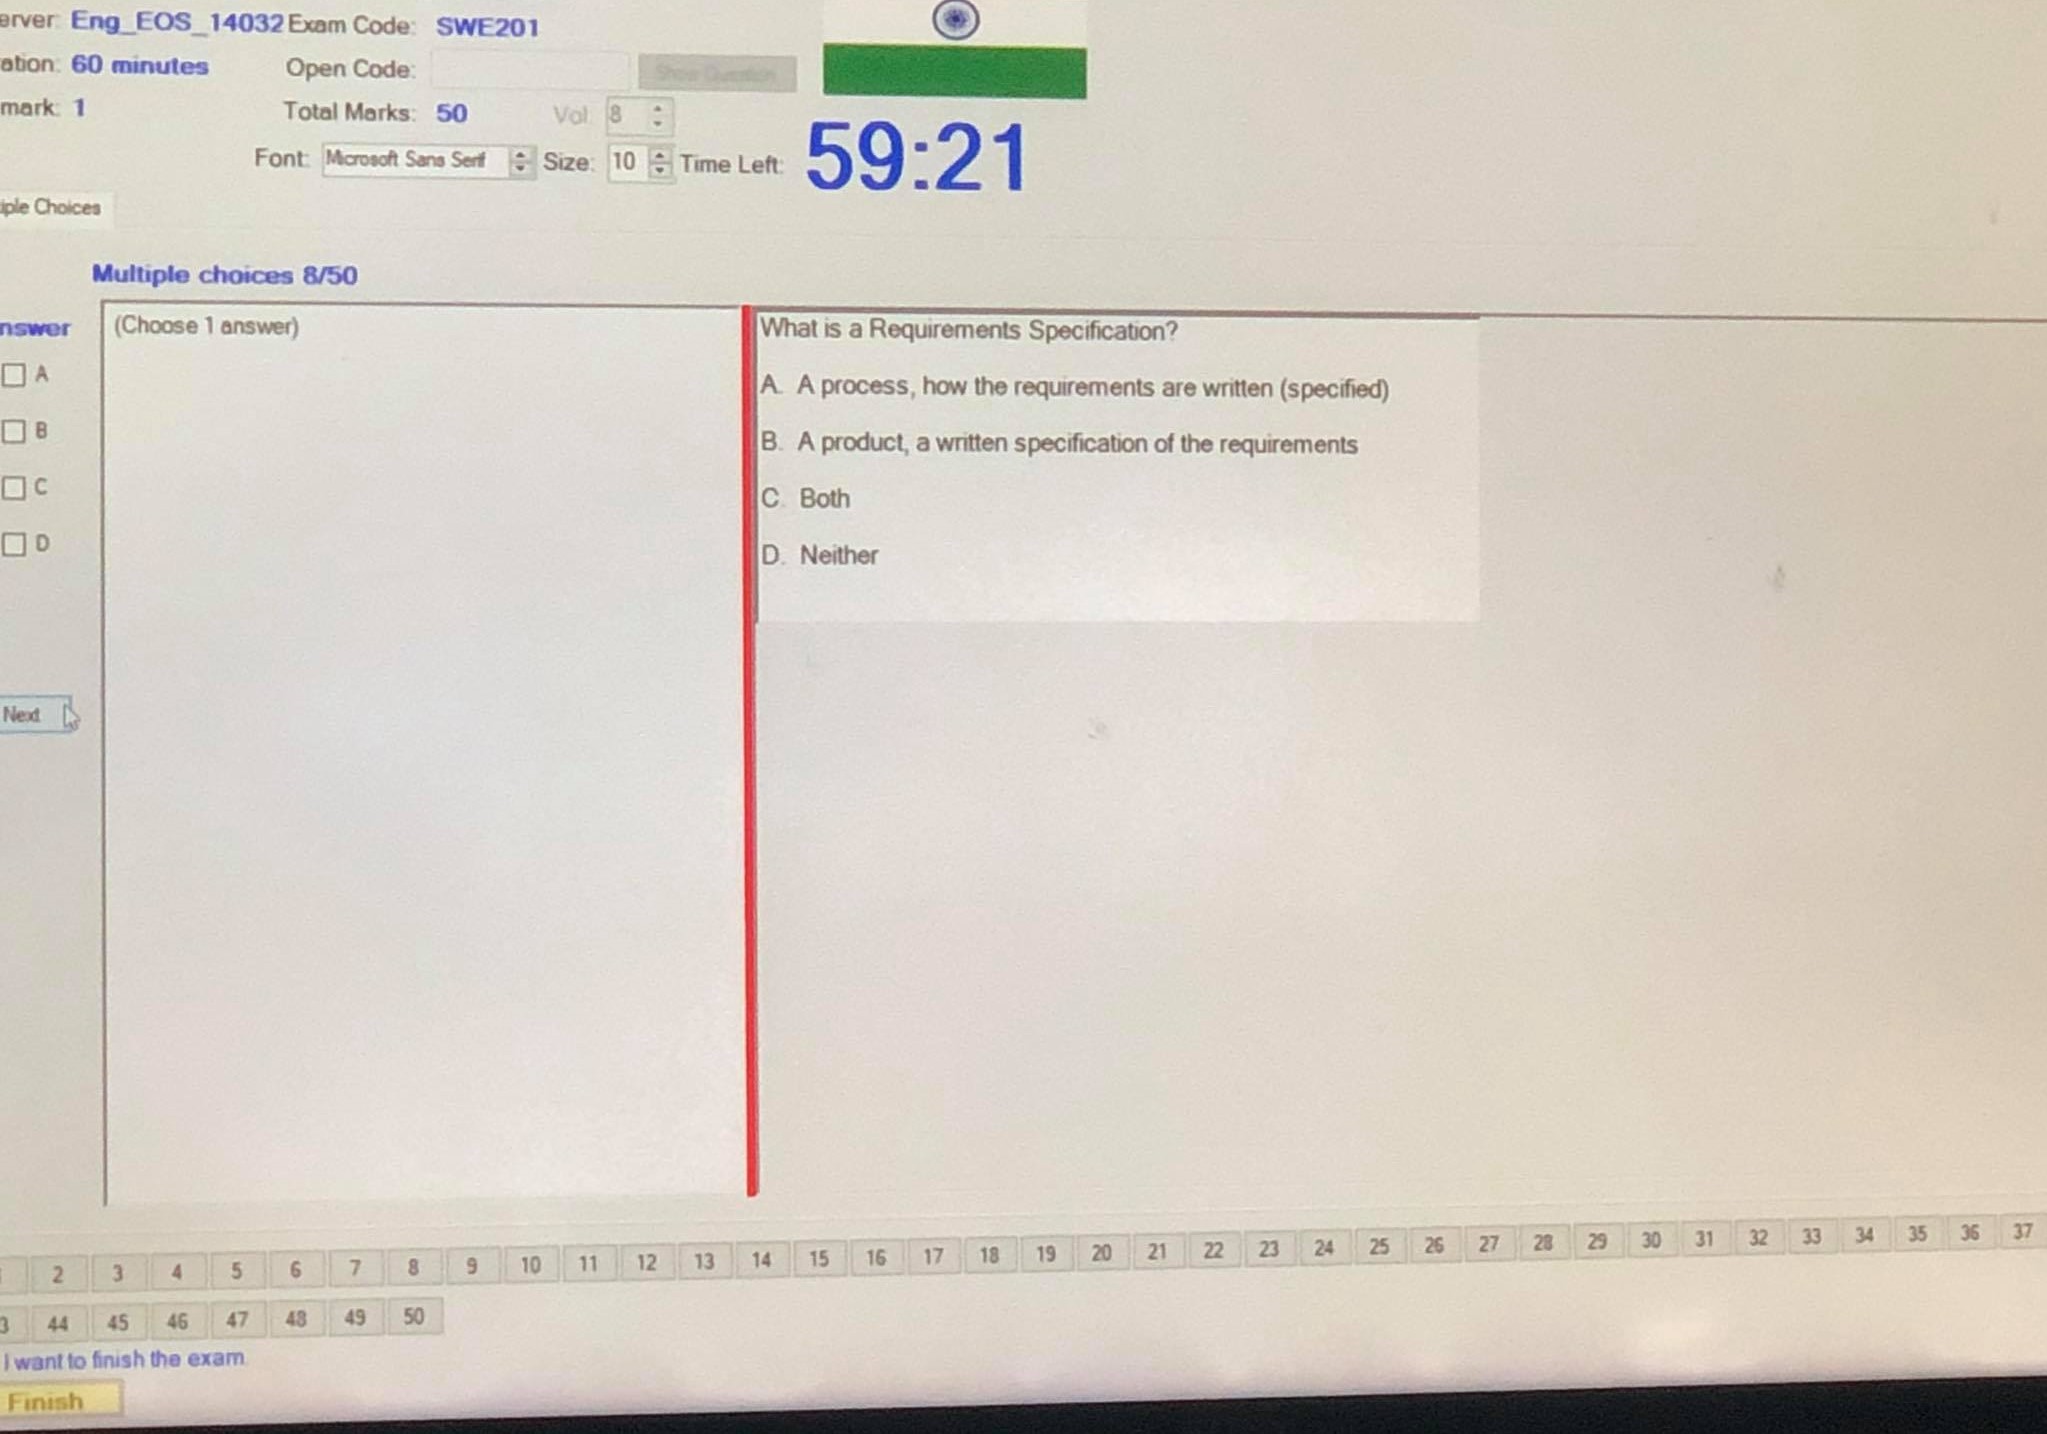 erver: Eng_EOS_14032 Exam Code: SWE201
ation: 60 minutes Open Code: Show Question
mark: 1 Total Marks: 50 Vol: 8
Font: Microsoft Sans Serif Size: 10 Time Left: 59:21
iple Choices
Multiple choices 8/50
nswer
(Choose 1 answer)
A
B
C
D
Next
What is a Requirements Specification?
A. A process, how the requirements are written (specified)
B. A product, a written specification of the requirements
C. Both
D. Neither
2 3 4 5 6 7 8 9 10 11 12 13 14 15 16 17 18 19 20 21 22 23 24 25 26 27 28 29 30 31 32 33 34 35 36 37
3 44 45 46 47 48 49 50
I want to finish the exam.
Finish